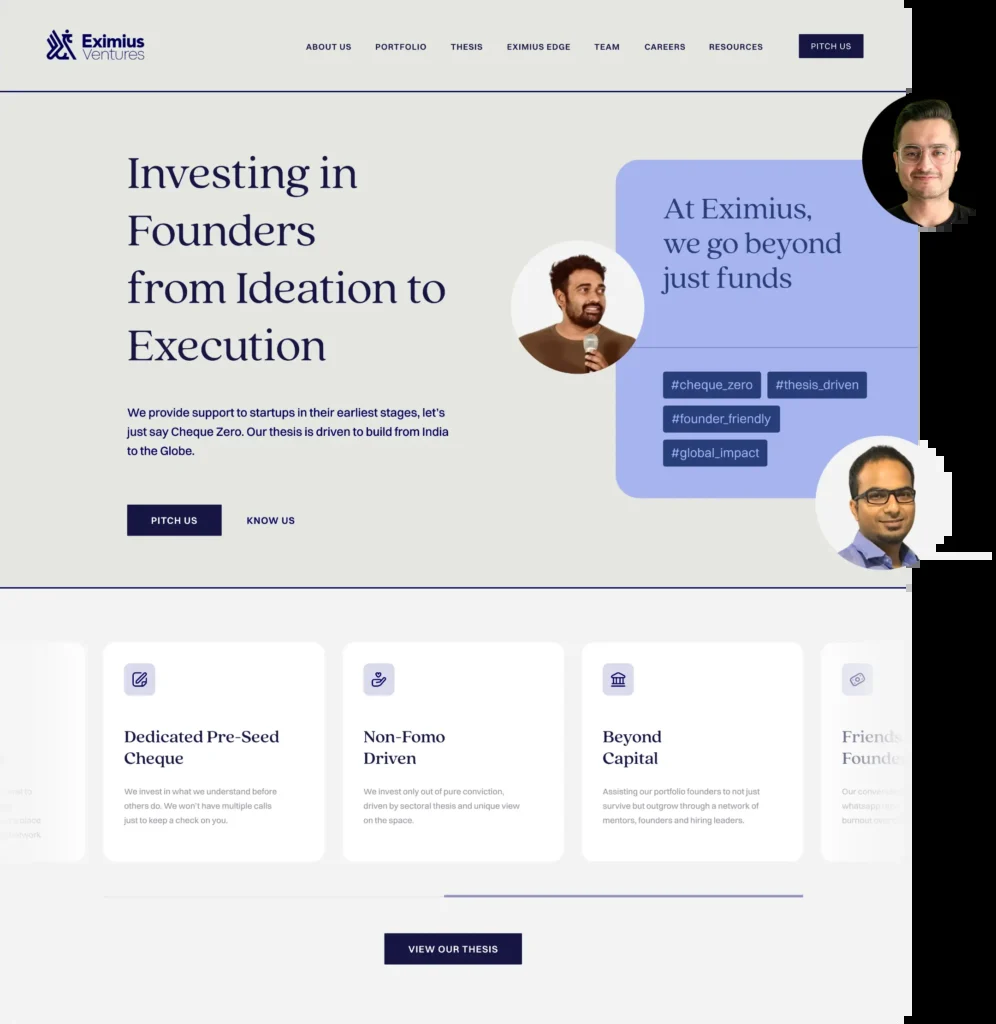 Eximius
Ventures
ABOUT US
PORTFOLIO
THESIS
EXIMIUS EDGE
TEAM
CAREERS
RESOURCES
PITCH US
Investing in
Founders
from Ideation to
Execution
We provide support to startups in their earliest stages, let's
just say Cheque Zero. Our thesis is driven to build from India
to the Globe.
PITCH US
KNOW US
At Eximius,
we go beyond
just funds
#cheque_zero
#thesis_driven
#founder_friendly
#global_impact
Dedicated Pre-Seed
Cheque
We invest in what we understand before
others do. We won't have multiple calls
just to keep a check on you.
Non-Fomo
Driven
We invest only out of pure conviction,
driven by sectoral thesis and unique view
on the space.
Beyond
Capital
Assisting our portfolio founders to not just
survive but outgrow through a network of
mentors, founders and hiring leaders.
Friends
Our
whatsapp
burnout
VIEW OUR THESIS